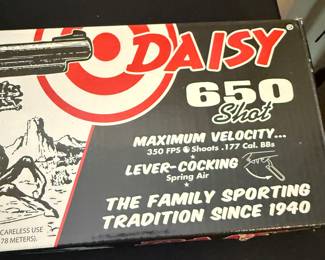 DAISY
650
Shot
MAXIMUM VELOCITY...
350 FPS Shoots .177 Cal. BBs
LEVER-COCKING
Spring Air
THE FAMILY SPORTING
TRADITION SINCE 1940
CARELESS USE
78 METERS).